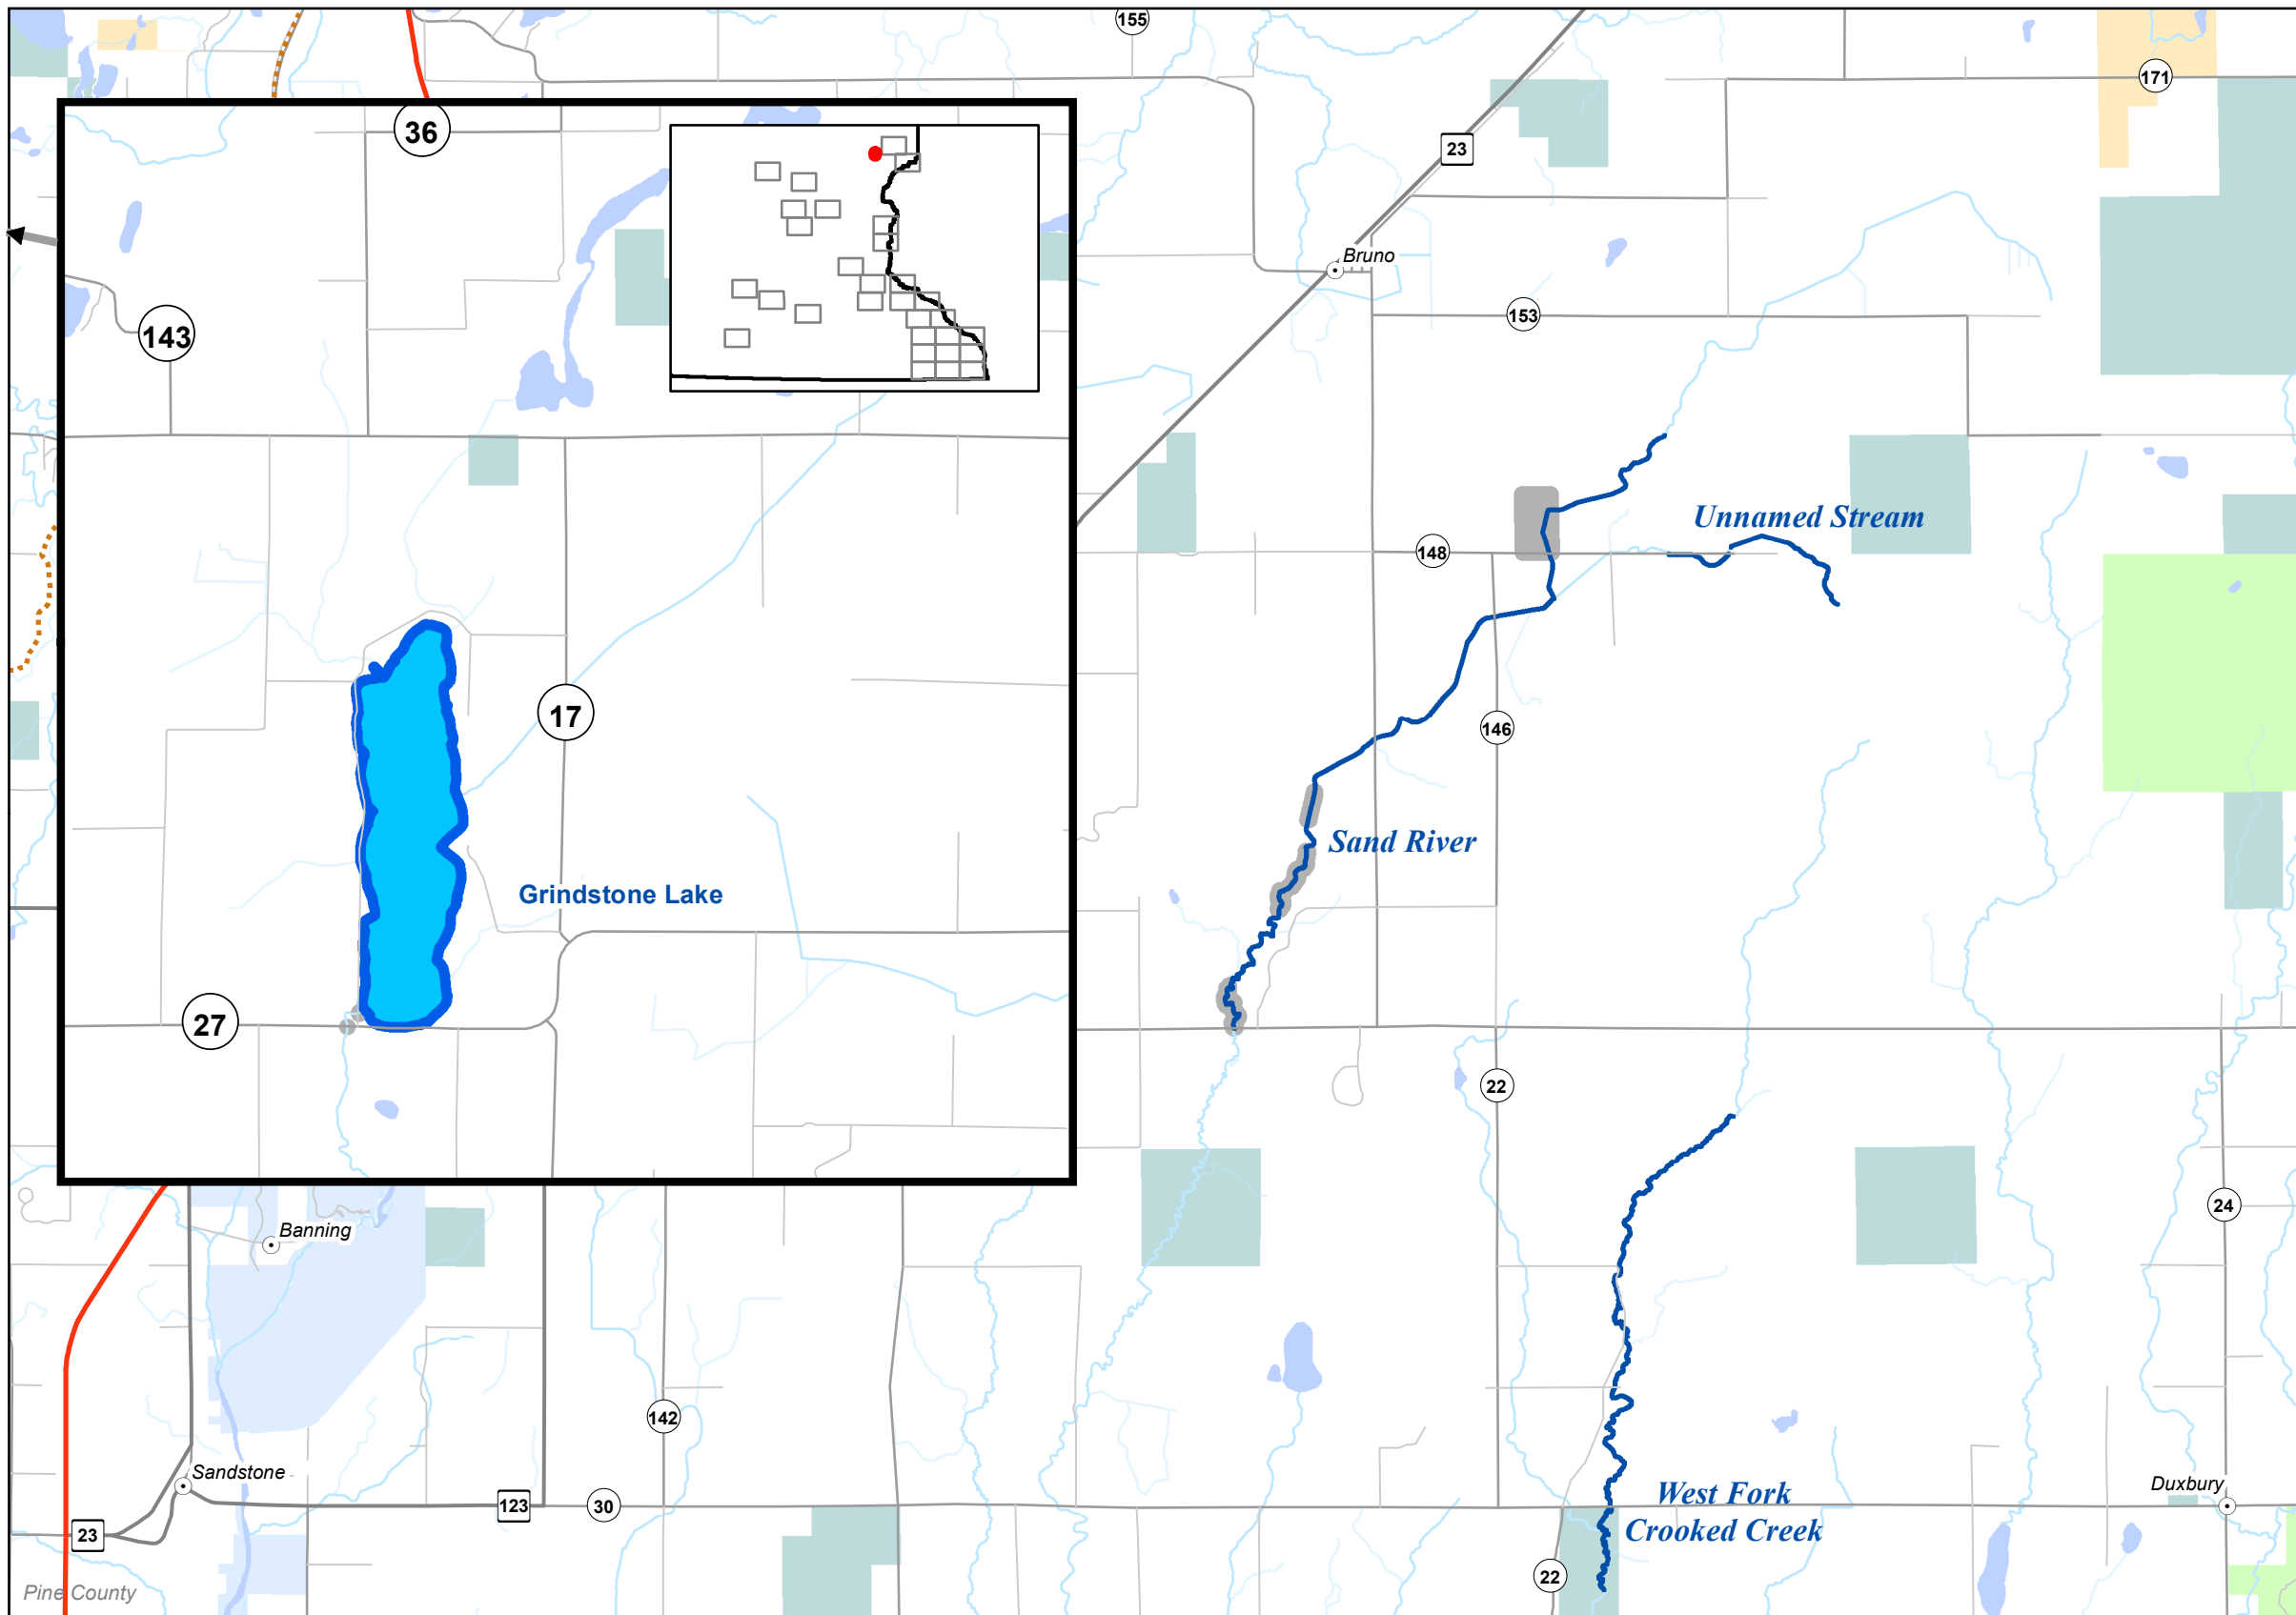 155
171
36
23
Bruno
143
153
Unnamed Stream
148
17
146
Sand River
Grindstone Lake
27
22
24
Banning
142
Sandstone
Duxbury
West Fork
Crooked Creek
123
30
23
22
Pine County